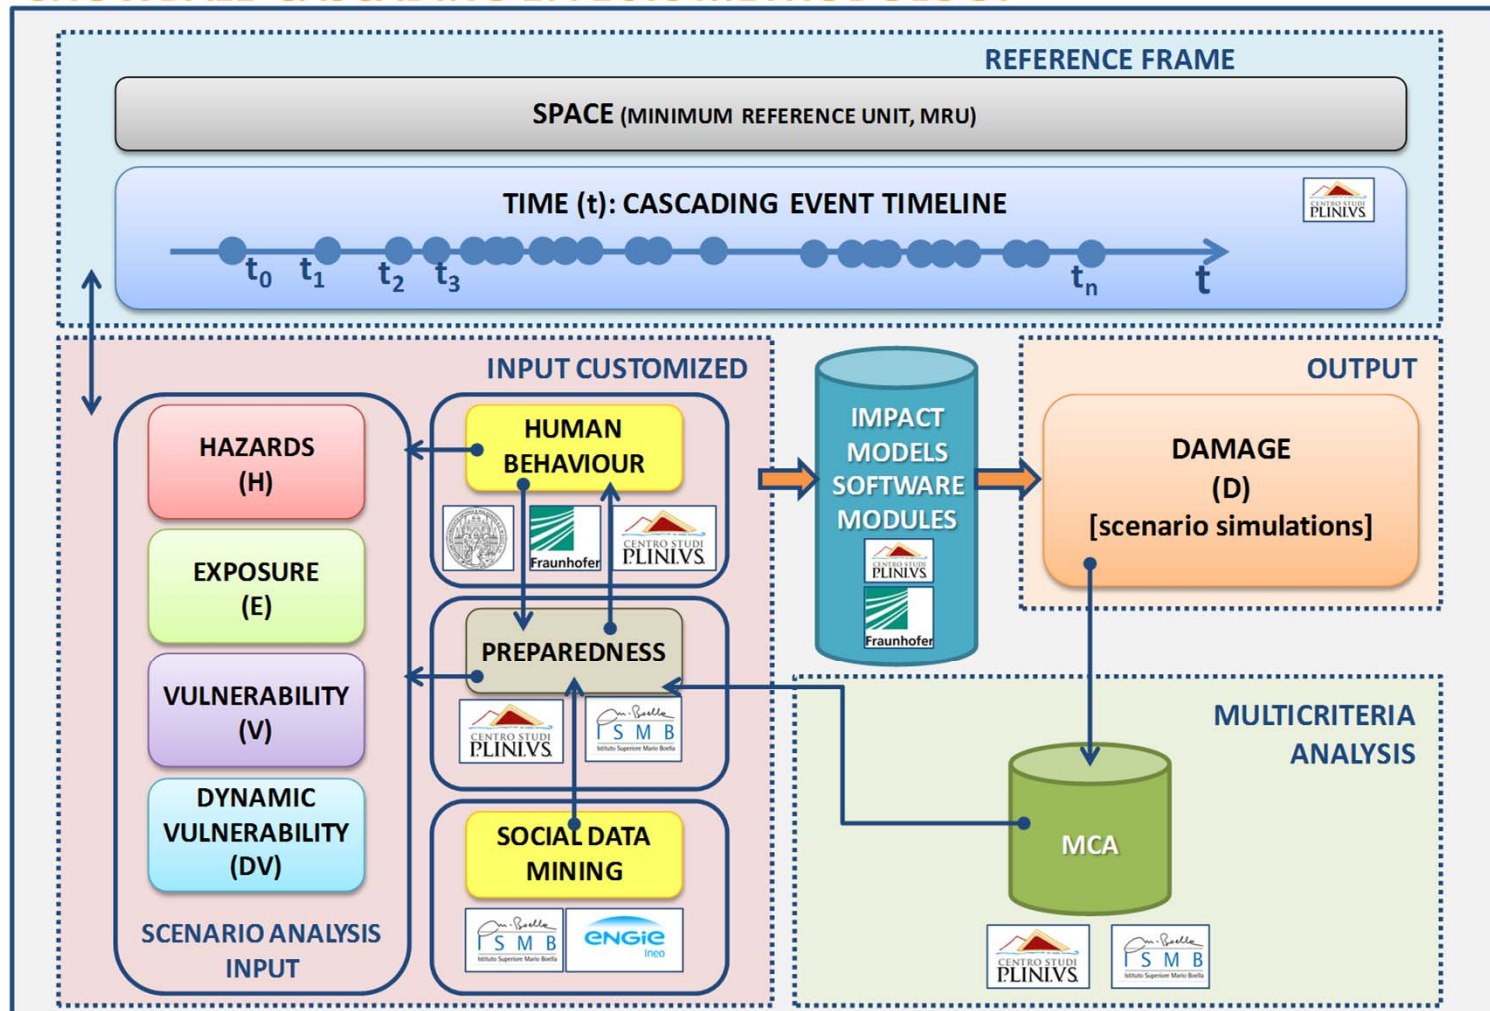 REFERENCE FRAME
SPACE (MINIMUM REFERENCE UNIT, MRU)
TIME (t): CASCADING EVENT TIMELINE
CENTRO STUDI
PLINIVS
t0
t1
t2
t3
tn
t
INPUT CUSTOMIZED
HAZARDS
(H)
EXPOSURE
(E)
VULNERABILITY
(V)
DYNAMIC
VULNERABILITY
(DV)
SCENARIO ANALYSIS
INPUT
HUMAN
BEHAVIOUR
Fraunhofer
CENTRO STUDI
PLINIVS
PREPAREDNESS
CENTRO STUDI
PLINIVS
I S M B
Istituto Superiore Mario Boella
SOCIAL DATA
MINING
I S M B
Istituto Superiore Mario Boella
ENGIE
Ineo
IMPACT
MODELS
SOFTWARE
MODULES
CENTRO STUDI
PLINIVS
Fraunhofer
OUTPUT
DAMAGE
(D)
[scenario simulations]
MULTICRITERIA
ANALYSIS
MCA
CENTRO STUDI
PLINIVS
I S M B
Istituto Superiore Mario Boella